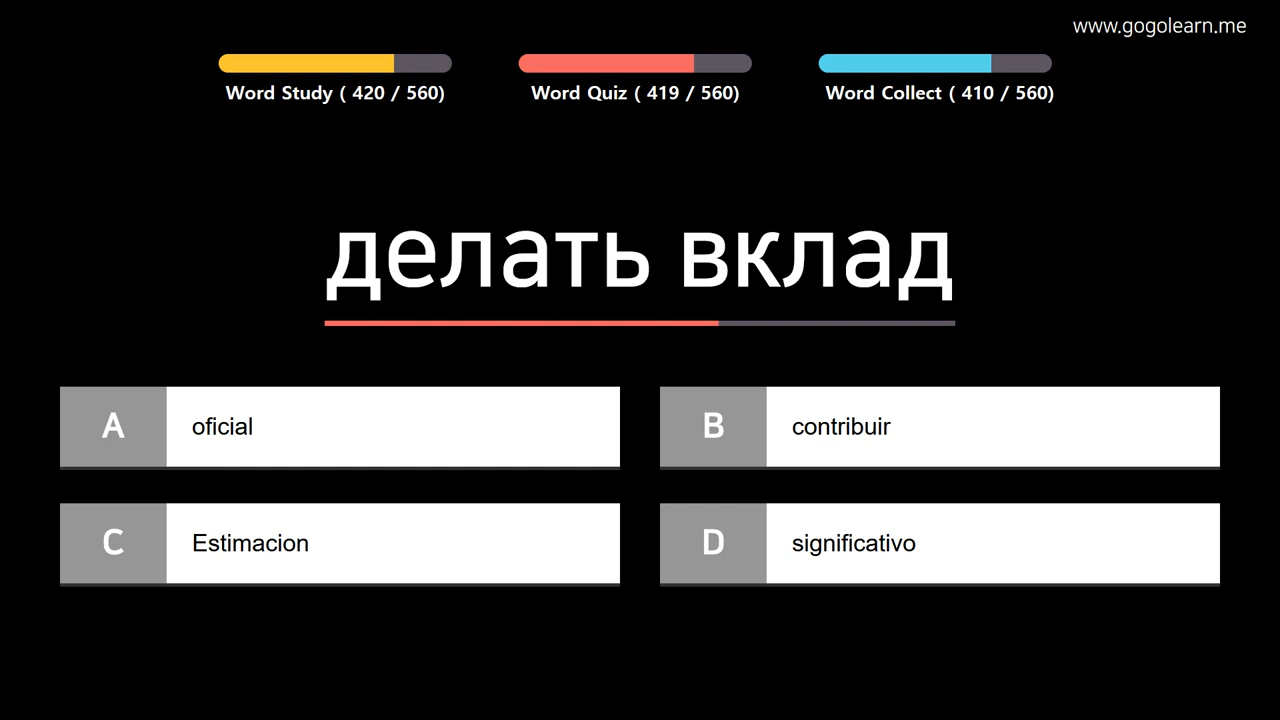 www.gogolearn.me
Word Study ( 420 / 560)
Word Quiz ( 419 / 560)
Word Collect ( 410 / 560)
делать вклад
A oficial
B contribuir
C Estimacion
D significativo